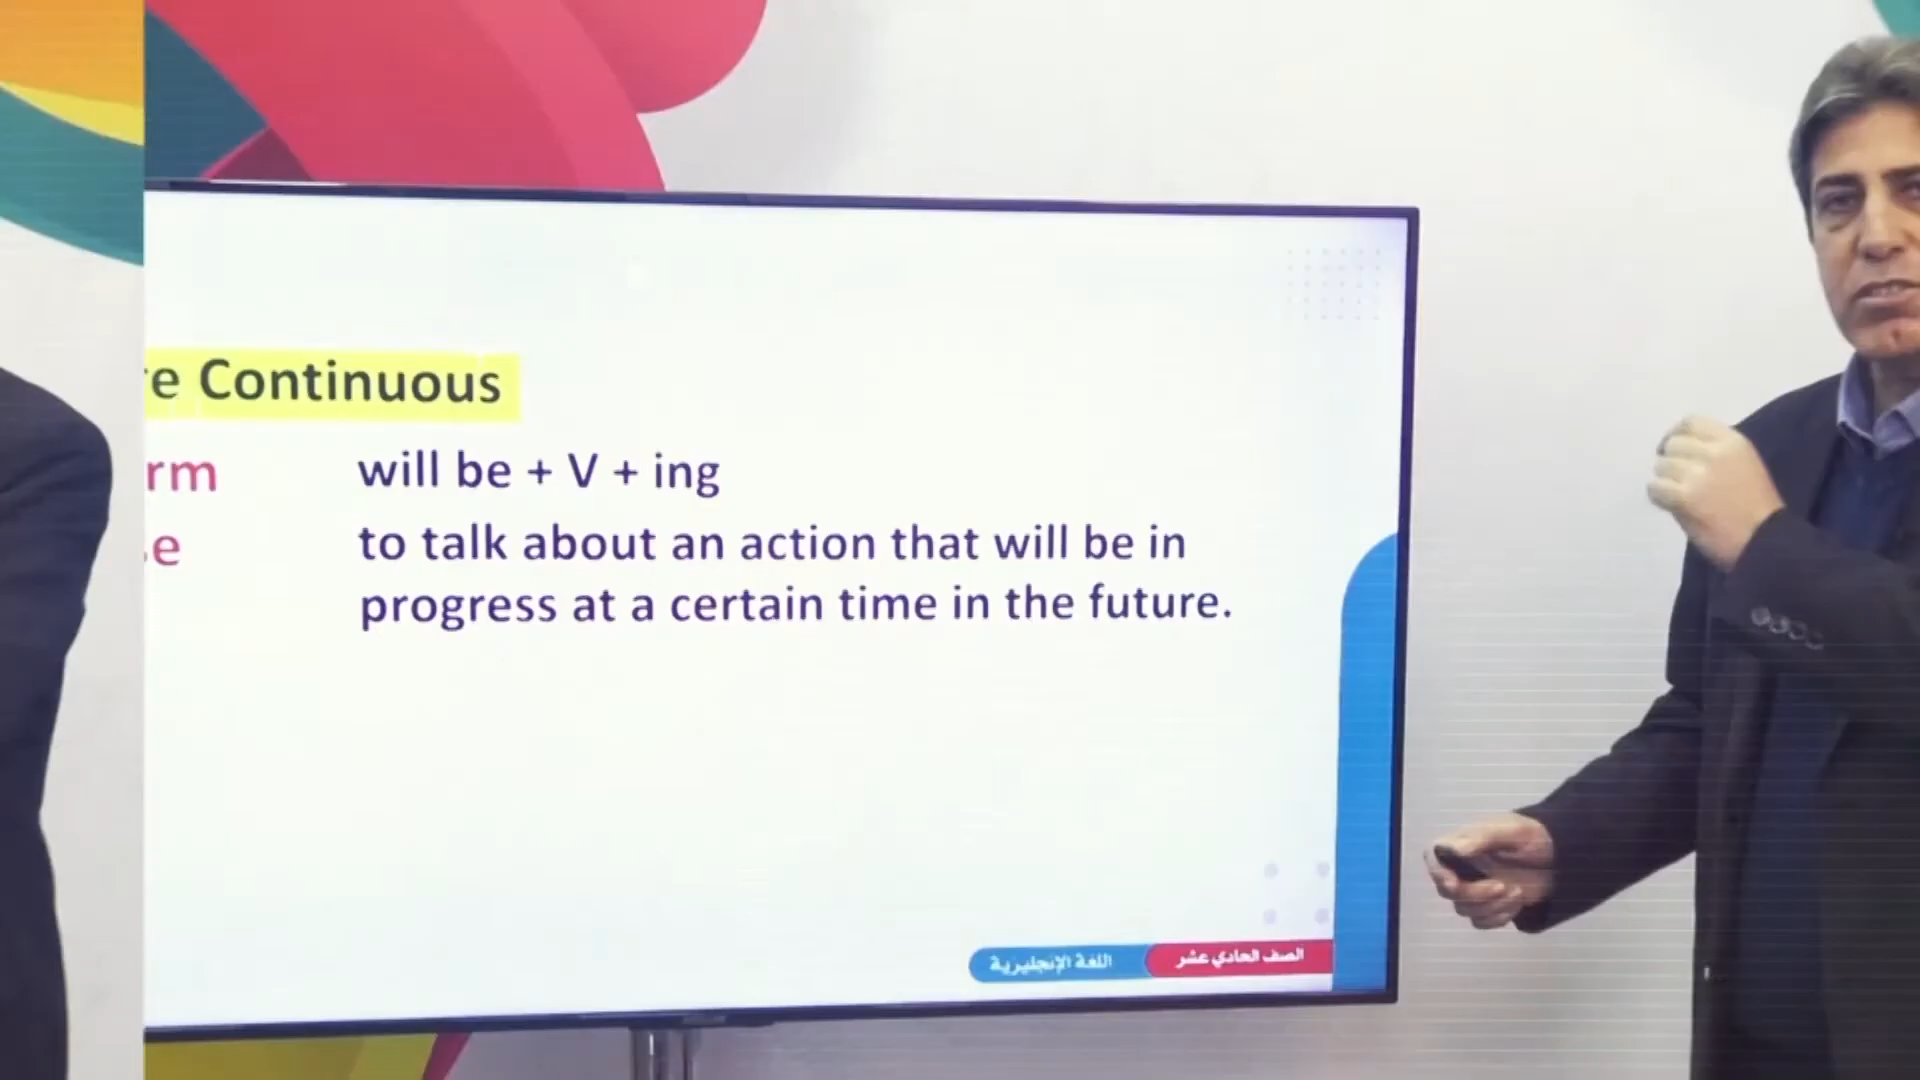 Continuous
will be + V + ing
to talk about an action that will be in
progress at a certain time in the future.
الصف الحادي عشر
اللغة الإنجليزية